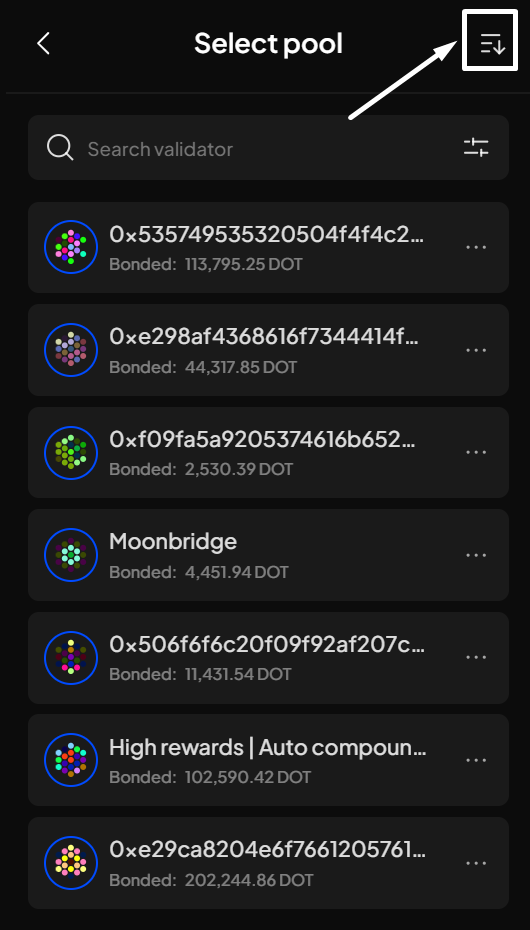 Select pool
Search validator
0x535749535320504f4f4c2...
Bonded: 113,795.25 DOT
0xe298af4368616f7344414f...
Bonded: 44,317.85 DOT
0xf09fa5a9205374616b652...
Bonded: 2,530.39 DOT
Moonbridge
Bonded: 4,451.94 DOT
0x506f6f6c20f09f92af207c...
Bonded: 11,431.54 DOT
High rewards | Auto compoun...
Bonded: 102,590.42 DOT
0xe29ca8204e6f7661205761...
Bonded: 202,244.86 DOT